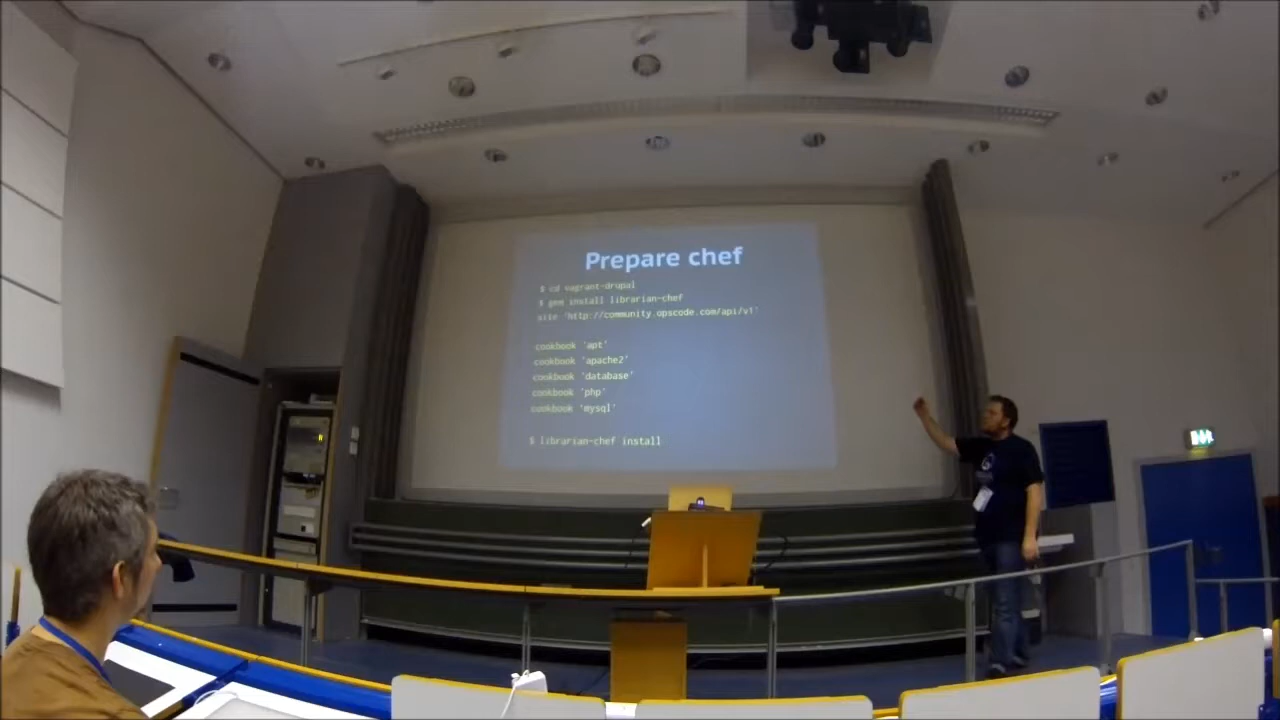 Prepare chef
$ cd vagrant-drupal
$ gem install librarian-chef
site 'http://community.opscode.com/api/v1'
cookbook 'apt'
cookbook 'apache2'
cookbook 'database'
cookbook 'php'
cookbook 'mysql'
$ librarian-chef install